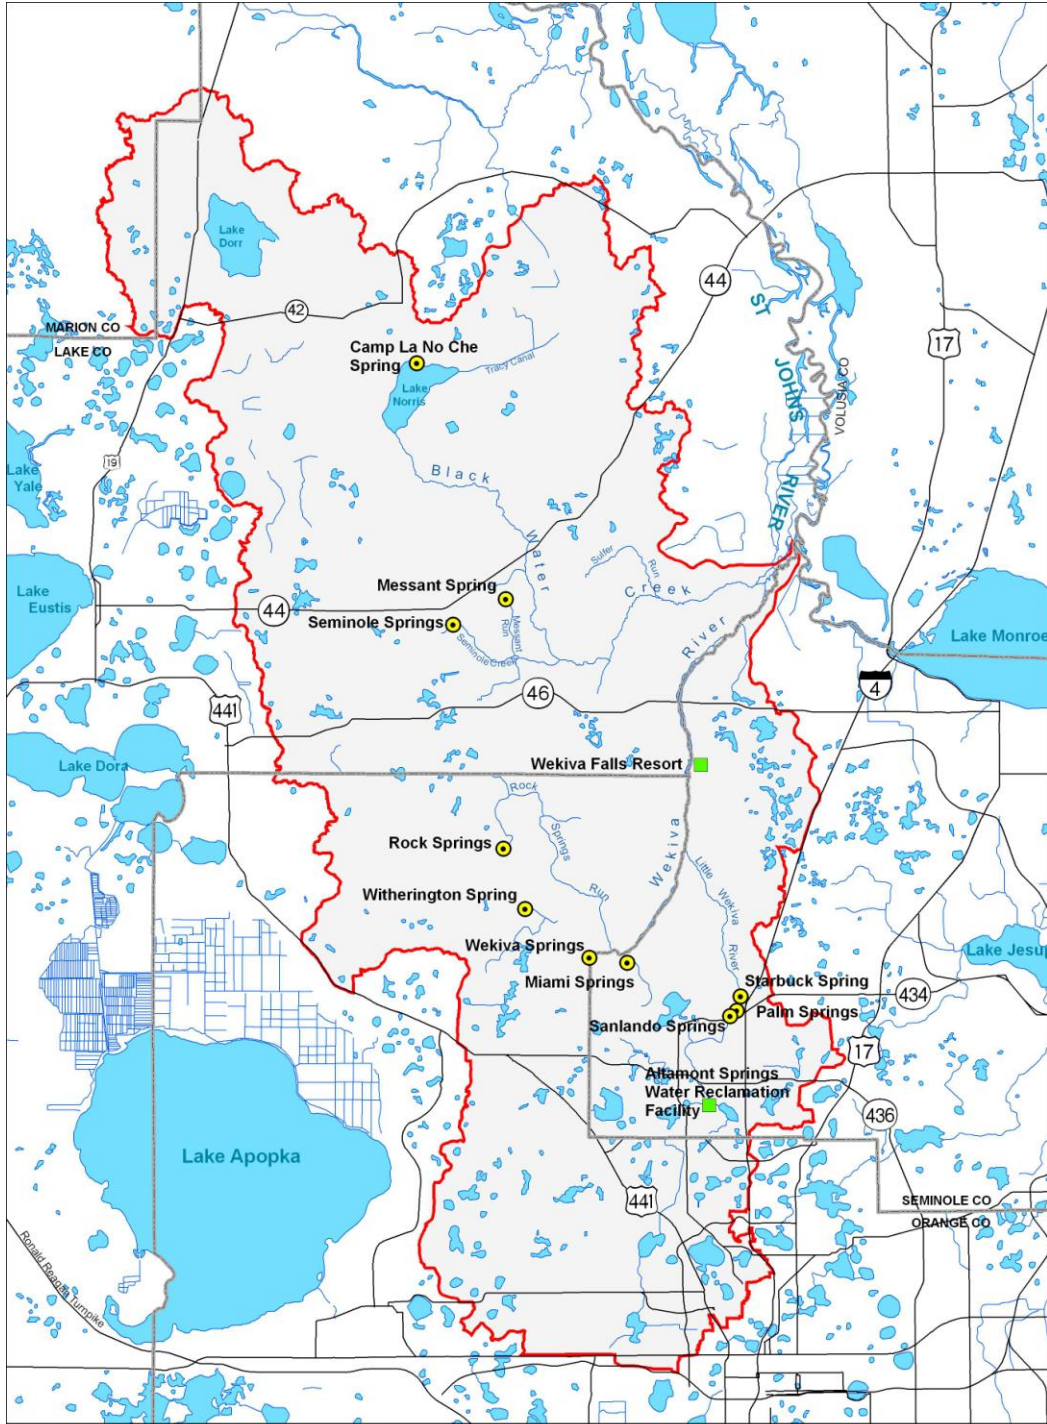 Lake
Dorr
44
42
MARION CO
LAKE CO
ST
JOHNS
RIVER
17
VOLUSIA CO
Camp La No Che
Spring
Tracy Canal
Lake
Norris
19
Lake
Yale
Black
Water
Creek
Sulfer
Run
Lake
Eustis
Messant Spring
44
Seminole Springs
Messant
Run
Seminole Creek
River
Lake Monroe
4
46
441
Lake Dora
Wekiva Falls Resort
Rock
Springs
Run
Rock Springs
Wekiva
Little
Wekiva
River
Witherington Spring
Wekiva Springs
Miami Springs
Lake Jesup
Starbuck Spring
434
Palm Springs
Sanlando Springs
17
Altamont Springs
Water Reclamation
Facility
436
Lake Apopka
441
SEMINOLE CO
ORANGE CO
Ronald Reagan Turnpike